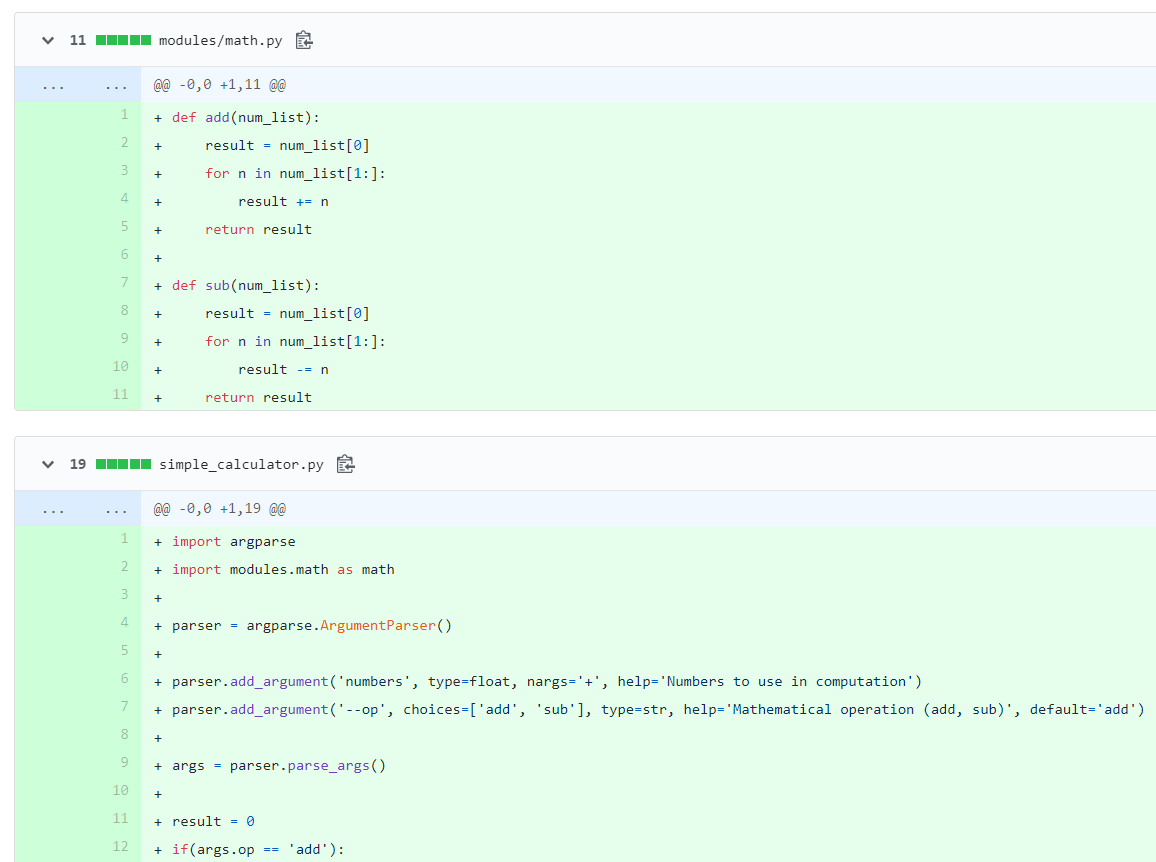 11 modules/math.py
... ... @@ -0,0 +1,11 @@
1 + def add(num_list):
2 +     result = num_list[0]
3 +     for n in num_list[1:]:
4 +         result += n
5 +     return result
6 +
7 + def sub(num_list):
8 +     result = num_list[0]
9 +     for n in num_list[1:]:
10 +         result -= n
11 +     return result
19 simple_calculator.py
... ... @@ -0,0 +1,19 @@
1 + import argparse
2 + import modules.math as math
3 +
4 + parser = argparse.ArgumentParser()
5 +
6 + parser.add_argument('numbers', type=float, nargs='+', help='Numbers to use in computation')
7 + parser.add_argument('--op', choices=['add', 'sub'], type=str, help='Mathematical operation (add, sub)', default='add')
8 +
9 + args = parser.parse_args()
10 +
11 + result = 0
12 + if(args.op == 'add'):